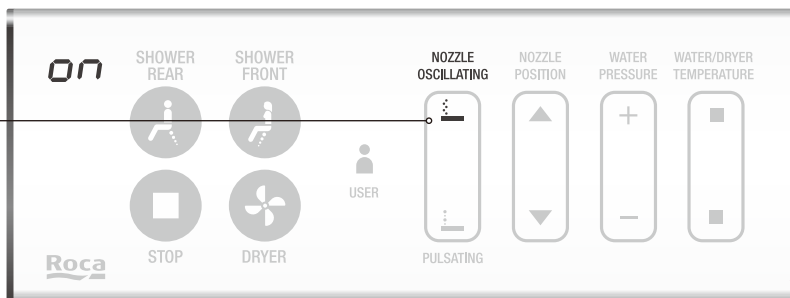 on
SHOWER
REAR
SHOWER
FRONT
NOZZLE
OSCILLATING
NOZZLE
POSITION
WATER
PRESSURE
WATER/DRYER
TEMPERATURE
USER
STOP
DRYER
PULSATING
Roca